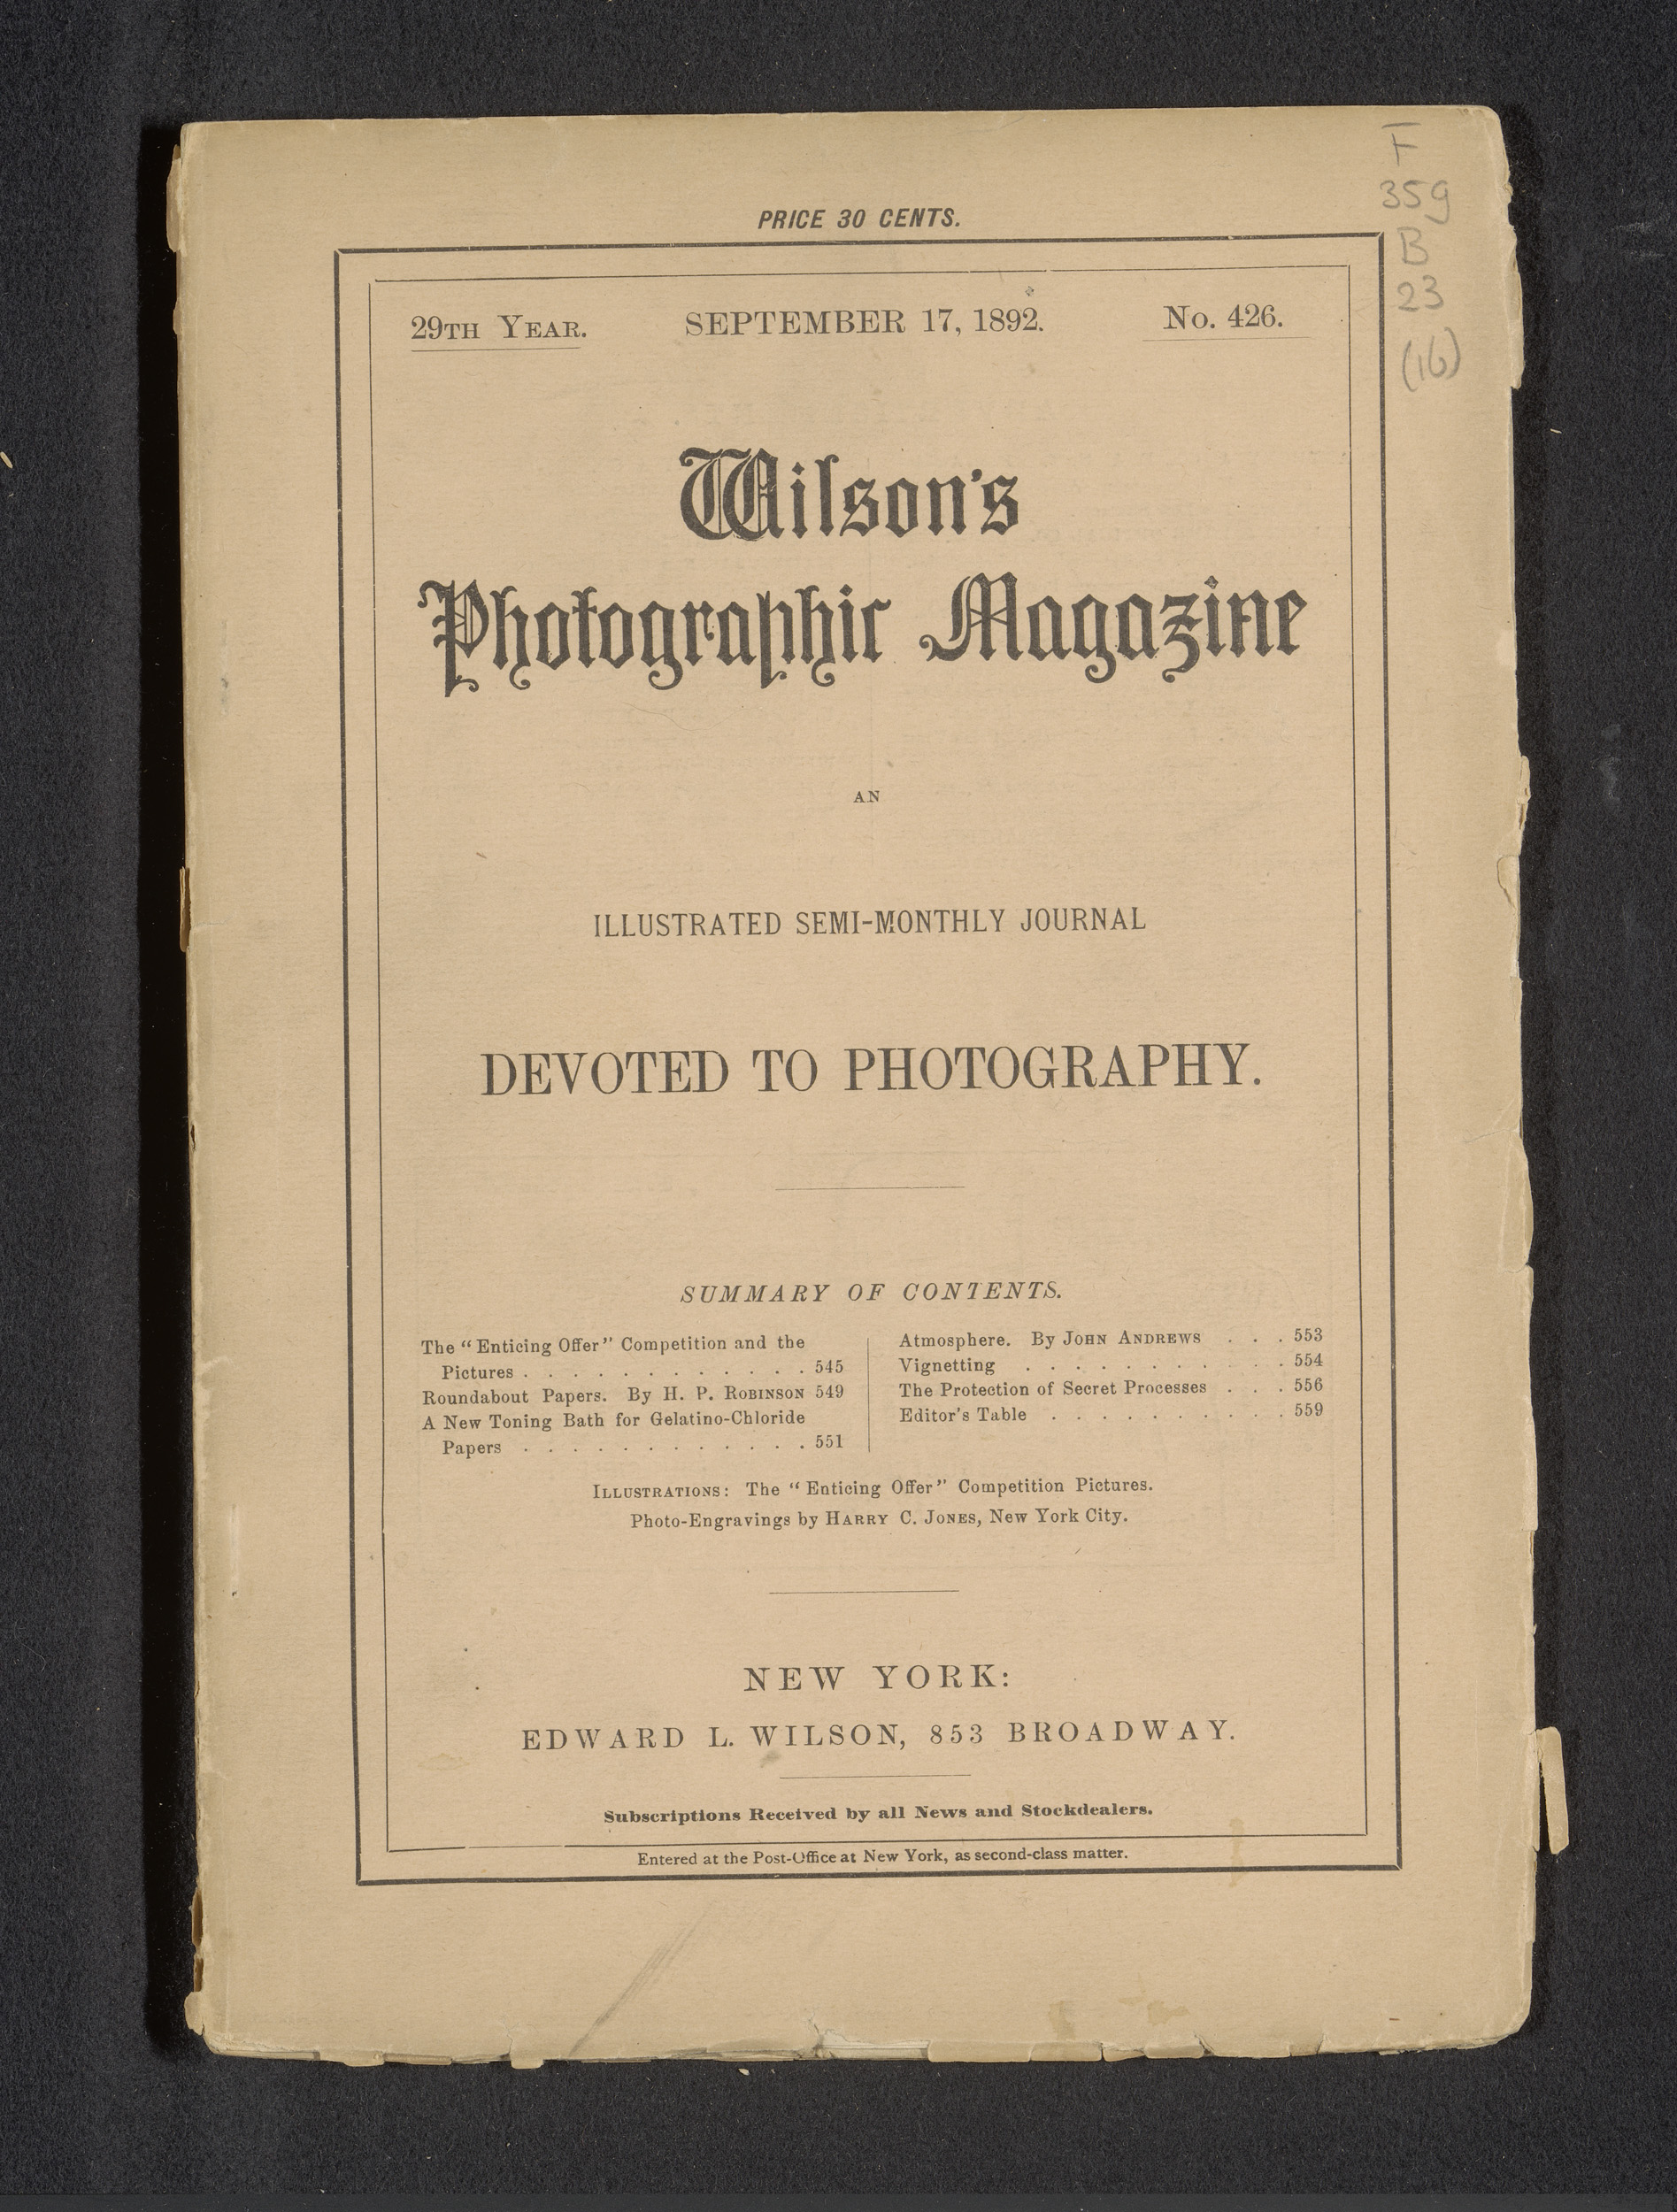 PRICE 30 CENTS.
F
359
B
23
(16)
29TH YEAR. SEPTEMBER 17, 1892. No. 426.
Wilson's
Photographic Magazine
AN
ILLUSTRATED SEMI-MONTHLY JOURNAL
DEVOTED TO PHOTOGRAPHY.
SUMMARY OF CONTENTS.
The "Enticing Offer" Competition and the
Pictures . . . . . . . . . . . . 545
Roundabout Papers. By H. P. ROBINSON 549
A New Toning Bath for Gelatino-Chloride
Papers . . . . . . . . . . . . 551
Atmosphere. By JOHN ANDREWS . . . 553
Vignetting . . . . . . . . . . . 554
The Protection of Secret Processes . . . 556
Editor's Table . . . . . . . . . . 559
ILLUSTRATIONS: The "Enticing Offer" Competition Pictures.
Photo-Engravings by HARRY C. JONES, New York City.
NEW YORK:
EDWARD L. WILSON, 853 BROADWAY.
Subscriptions Received by all News and Stockdealers.
Entered at the Post-Office at New York, as second-class matter.